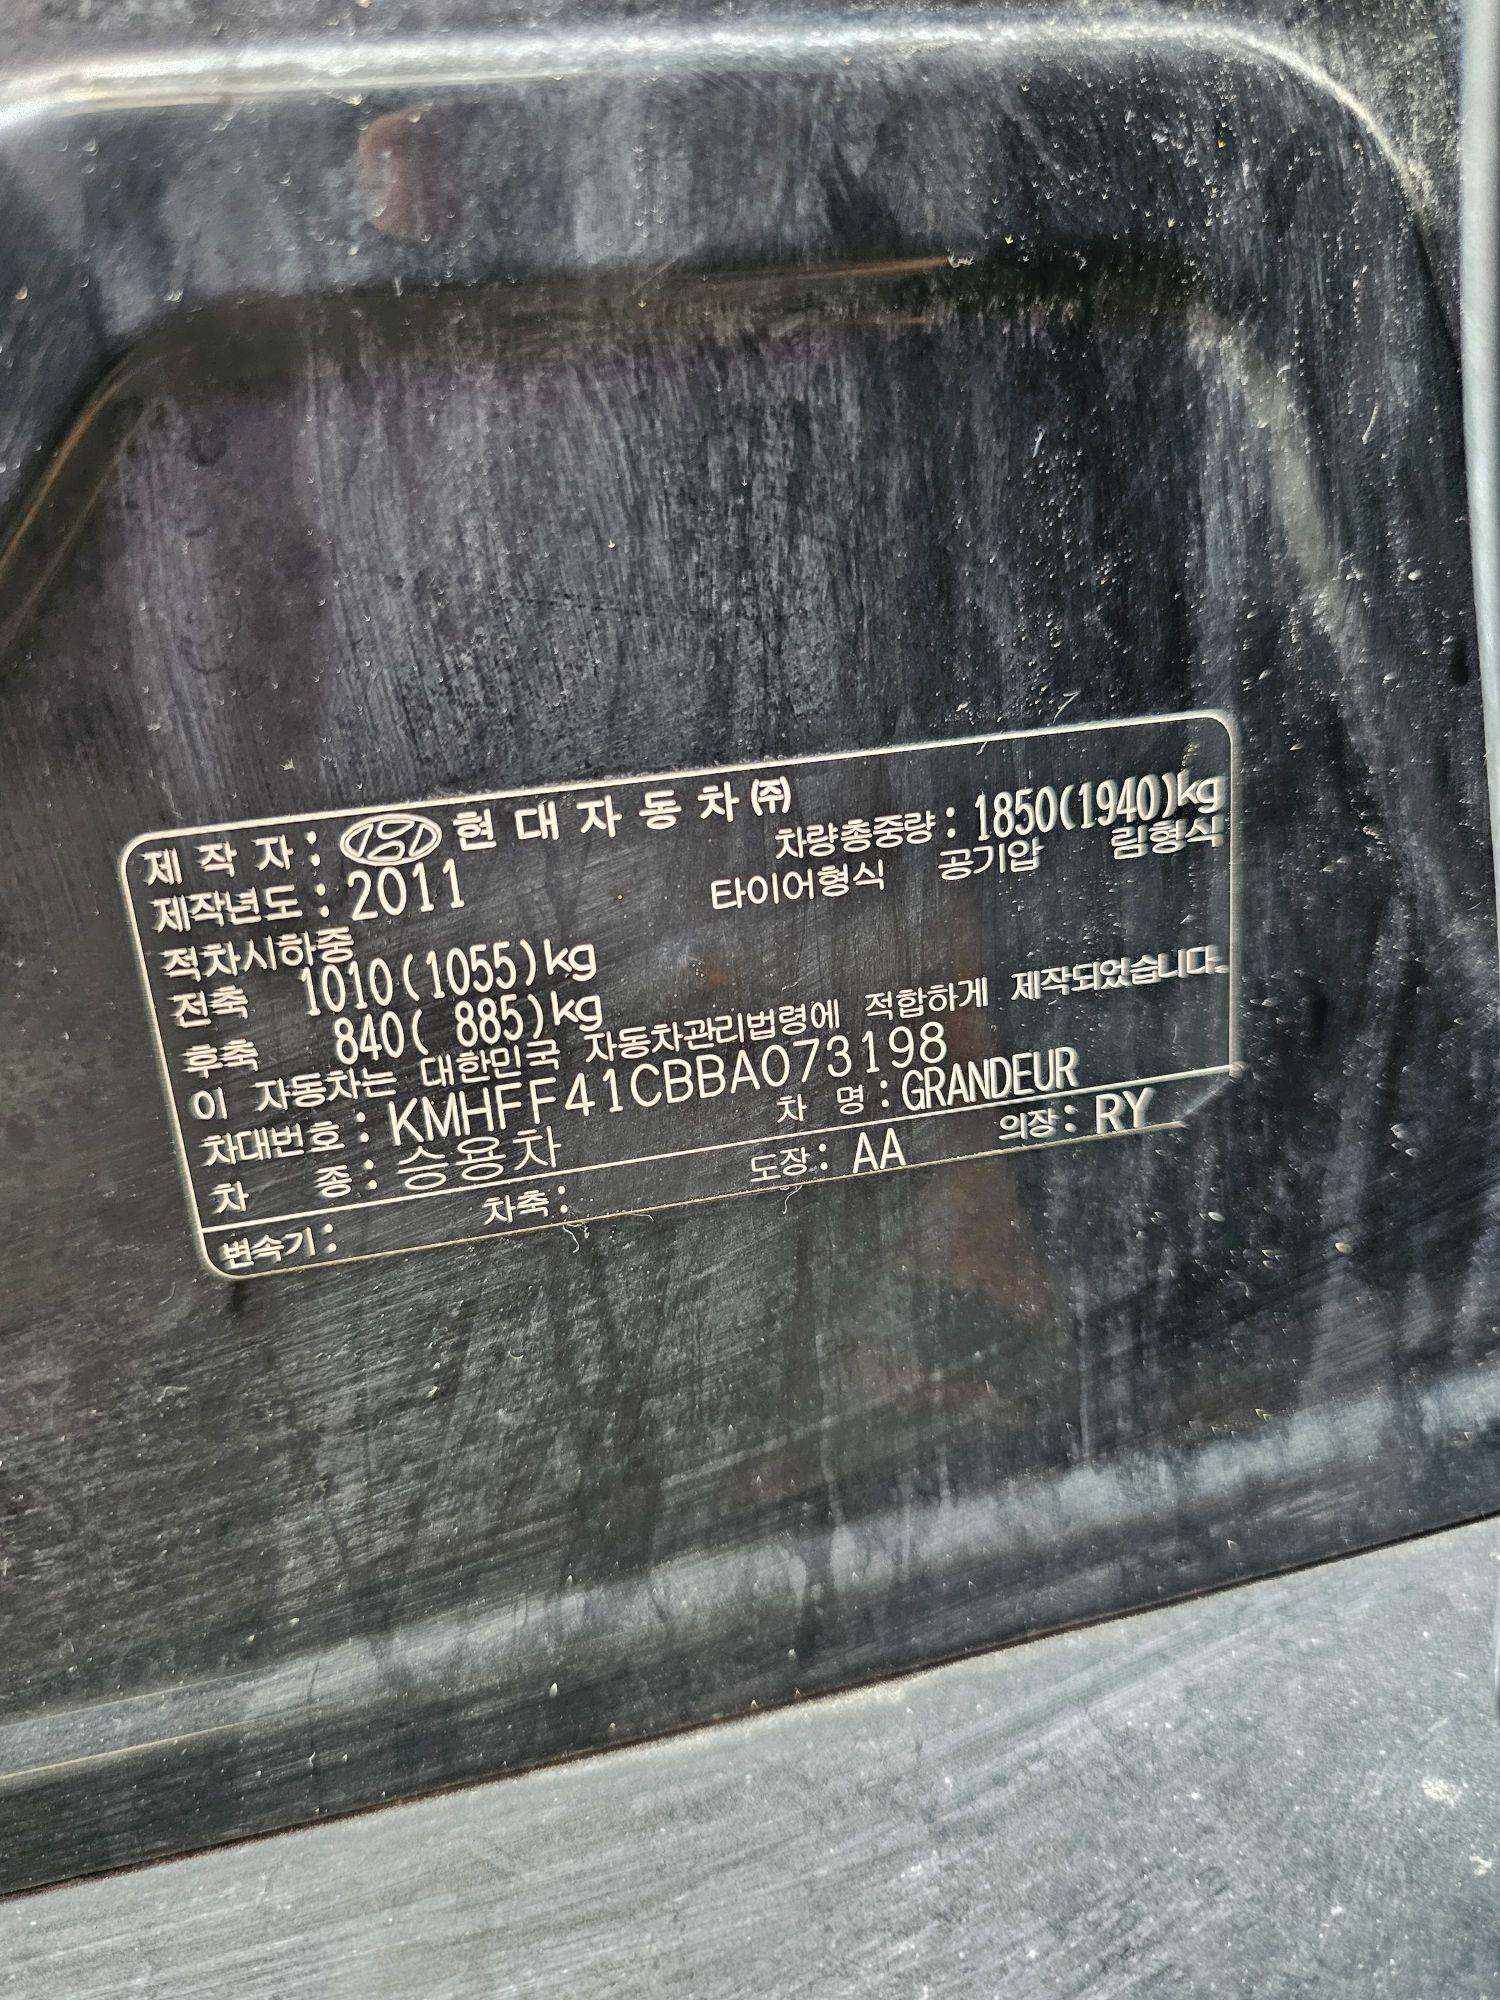 제작자: HYUNDAI 현대자동차㈜
제작년도: 2011 차량총중량: 1850(1940)kg
적차시하중 타이어형식 공기압 림형식
전축 1010(1055)kg
후축 840( 885)kg
이 자동차는 대한민국 자동차관리법령에 적합하게 제작되었습니다.
차대번호: KMHFF41CBBA073198
차 종: 승용차 차 명: GRANDEUR
변속기: 차축: 도장: AA 의장: RY